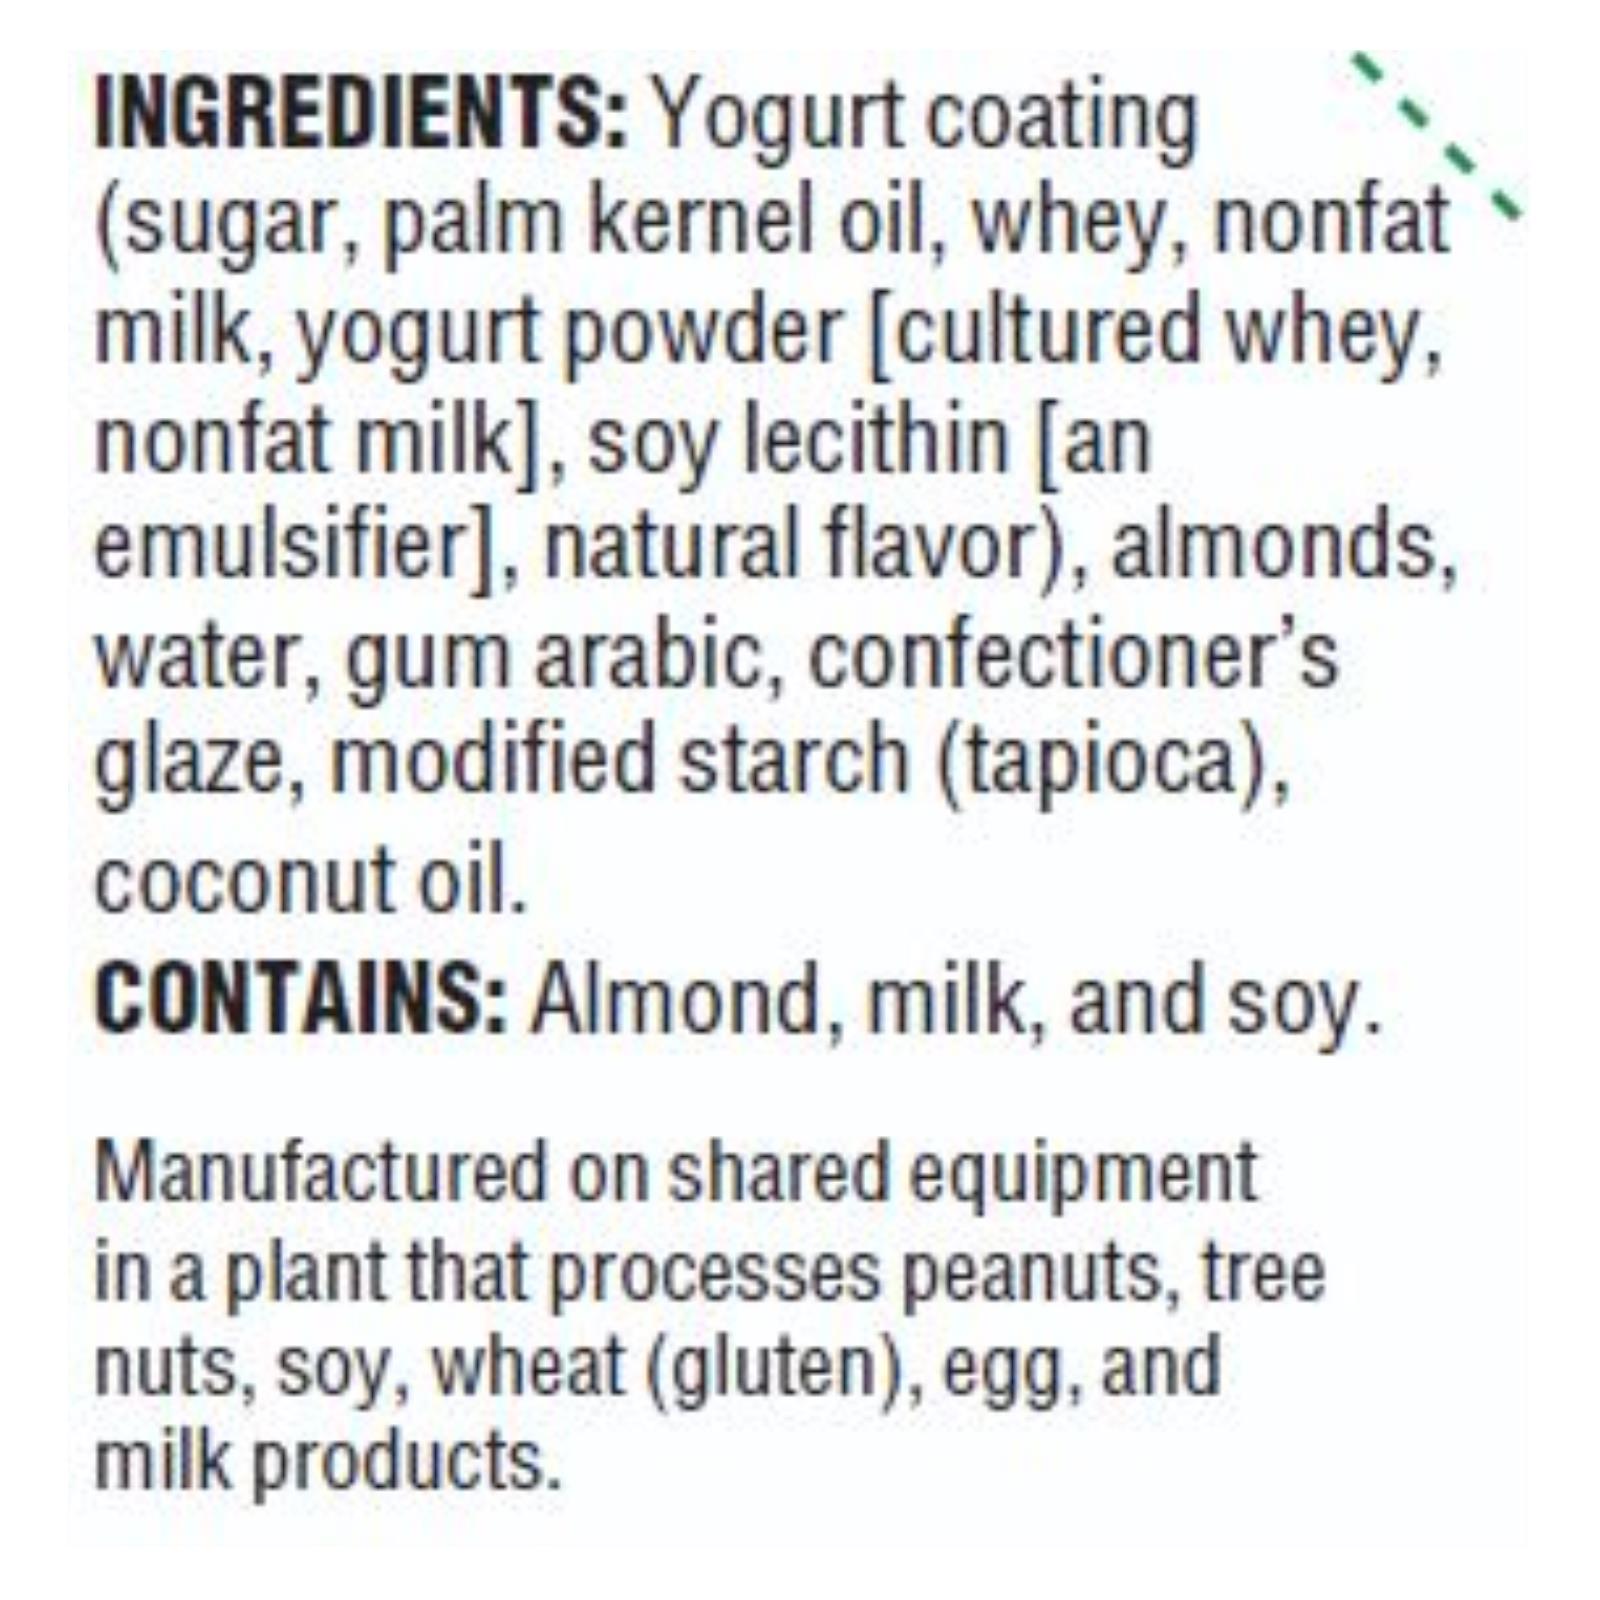 INGREDIENTS: Yogurt coating
(sugar, palm kernel oil, whey, nonfat
milk, yogurt powder [cultured whey,
nonfat milk], soy lecithin [an
emulsifier], natural flavor), almonds,
water, gum arabic, confectioner’s
glaze, modified starch (tapioca),
coconut oil.
CONTAINS: Almond, milk, and soy.
Manufactured on shared equipment
in a plant that processes peanuts, tree
nuts, soy, wheat (gluten), egg, and
milk products.